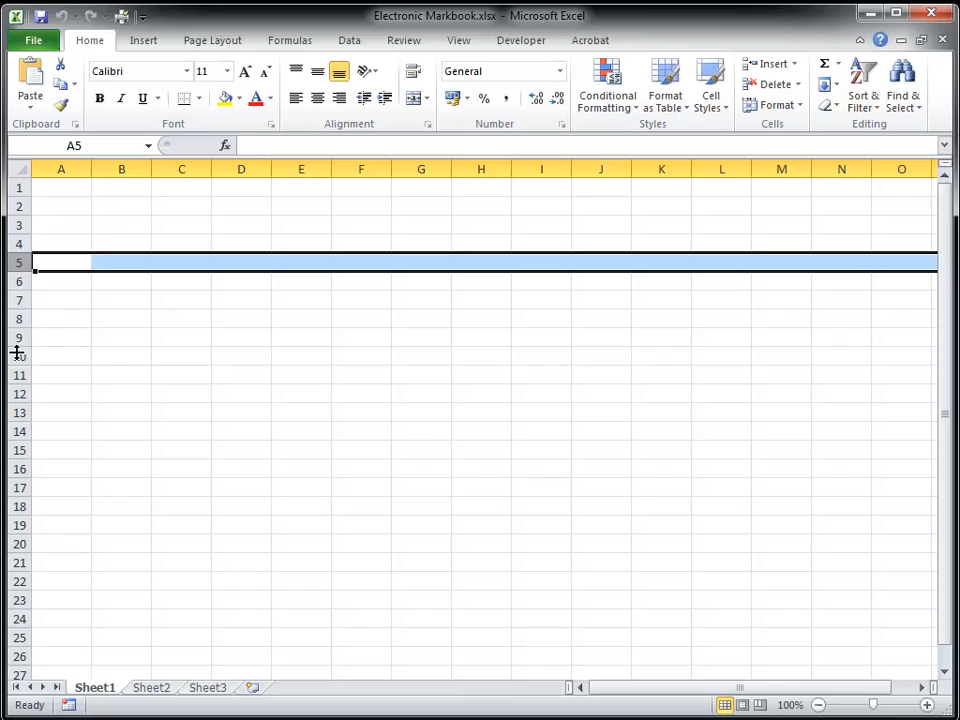 Electronic Markbook.xlsx - Microsoft Excel
File Home Insert Page Layout Formulas Data Review View Developer Acrobat
Calibri 11 General Insert Σ
Paste B I U % , Conditional Formatting Format as Table Cell Styles Delete Format Sort & Filter Find & Select
Clipboard Font Alignment Number Styles Cells Editing
A5 fx
A B C D E F G H I J K L M N O
1
2
3
4
5
6
7
8
9
11
12
13
14
15
16
17
18
19
20
21
22
23
24
25
26
27
Sheet1 Sheet2 Sheet3
Ready 100%